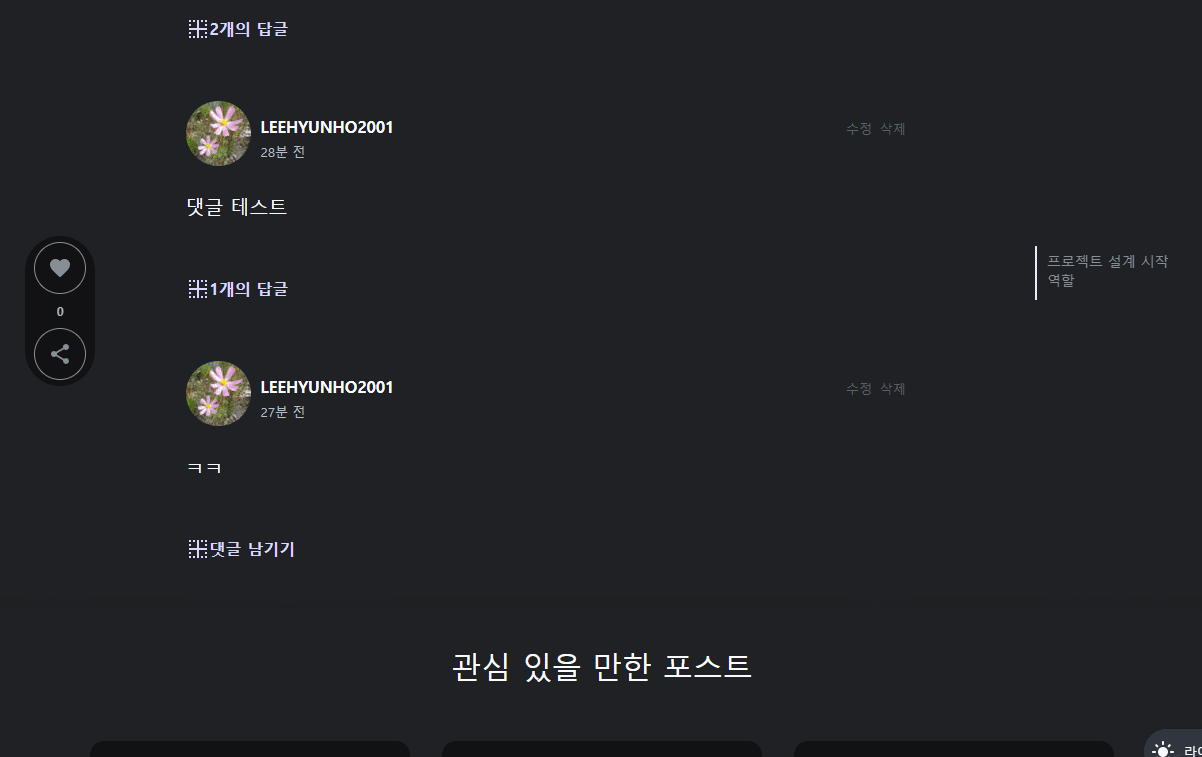 2개의 답글
LEEHYUNHO2001
수정 삭제
28분 전
댓글 테스트
프로젝트 설계 시작
역할
0
1개의 답글
LEEHYUNHO2001
수정 삭제
27분 전
ㅋㅋ
댓글 남기기
관심 있을 만한 포스트